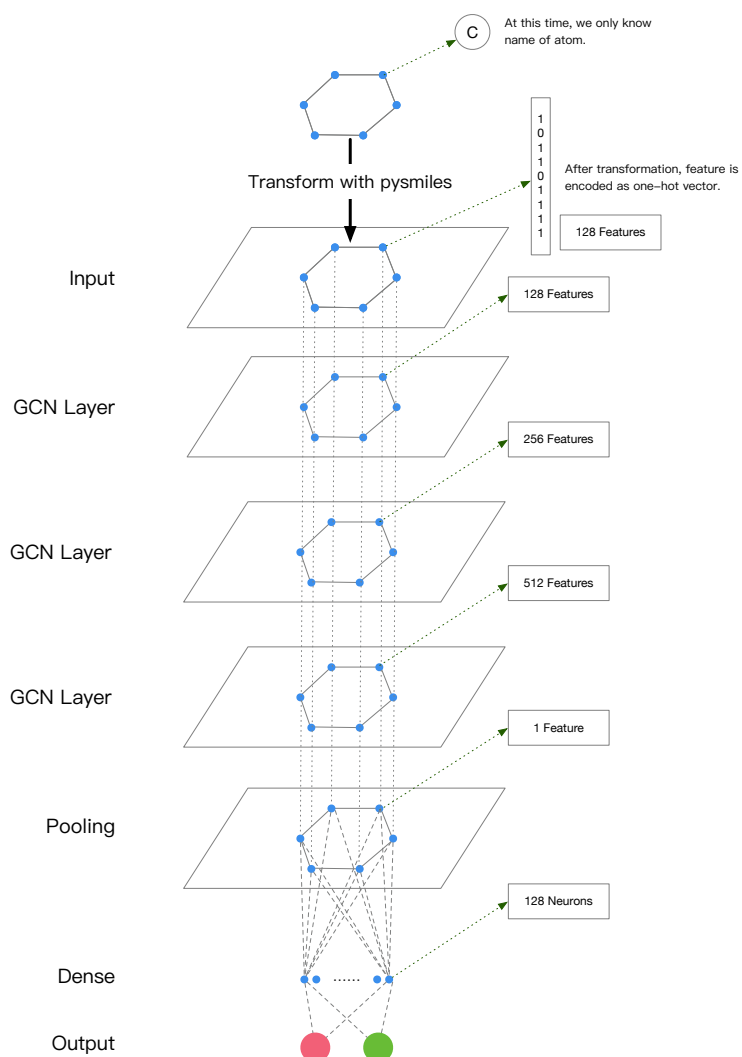 C
At this time, we only know
name of atom.
Transform with pysmiles
1
0
1
1
0
1
1
1
1
After transformation, feature is
encoded as one-hot vector.
128 Features
Input
128 Features
GCN Layer
256 Features
GCN Layer
512 Features
GCN Layer
1 Feature
Pooling
128 Neurons
Dense
......
Output